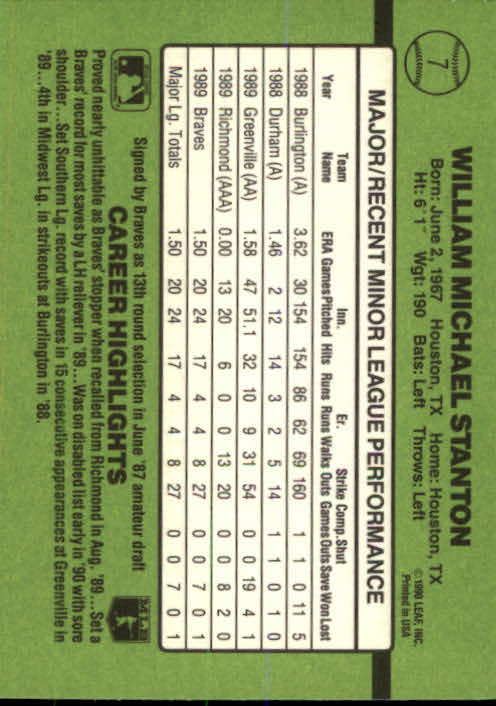 7
WILLIAM MICHAEL STANTON
Born: June 2, 1967 Houston, TX Home: Houston, TX
Ht: 6'1" Wgt: 190 Bats: Left Throws: Left
© 1990 LEAF, INC.
Printed in USA
MAJOR/RECENT MINOR LEAGUE PERFORMANCE
Team Inn. Er. Strike Comp. Shut
Year Name ERA Games Pitched Hits Runs Runs Walks Outs Games Outs Save Won Lost
1988 Burlington (A) 3.62 30 154 154 86 62 69 160 1 1 0 11 5
1988 Durham (A) 1.46 2 12 14 3 2 5 14 1 1 0 1 0
1989 Greenville (AA) 1.58 47 51.1 32 10 9 31 54 0 0 19 4 1
1989 Richmond (AAA) 0.00 13 20 6 0 0 13 20 0 0 8 2 0
1989 Braves 1.50 20 24 17 4 4 8 27 0 0 7 0 1
Major Lg. Totals 1.50 20 24 17 4 4 8 27 0 0 7 0 1
Signed by Braves as 13th round selection in June '87 amateur draft
CAREER HIGHLIGHTS
Proved nearly unhittable as Braves' stopper when recalled from Richmond in Aug. '89...Set a
Braves' record for most saves by a LH reliever in '89...Was on disabled list early in '90 with sore
shoulder...Set Southern Lg. record with saves in 15 consecutive appearances at Greenville in
'89...4th in Midwest Lg. in strikeouts at Burlington in '88.